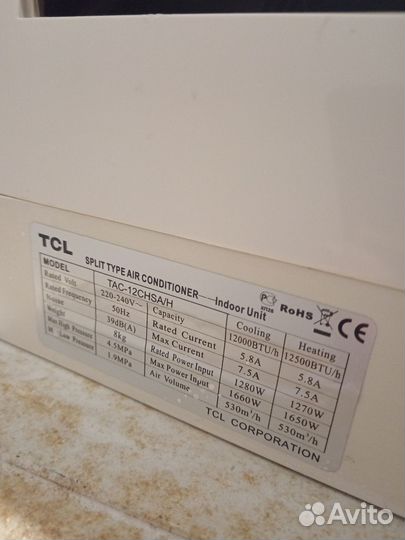 TCL
SPLIT TYPE AIR CONDITIONER
MODEL TAC-12CHSA/H Indoor Unit
RoHS CE
Rated Volt. 220-240V~ Capacity Cooling Heating
Rated Frequency 50Hz Rated Current 12000BTU/h 12500BTU/h
Noise 39dB(A) Max Current 5.8A 5.8A
Weight 8kg Rated Power Input 7.5A 7.5A
Max High Pressure 4.5MPa Max Power Input 1280W 1270W
Low Pressure 1.9MPa Air Volume 1660W 1650W
530m³/h 530m³/h
TCL CORPORATION
Avito